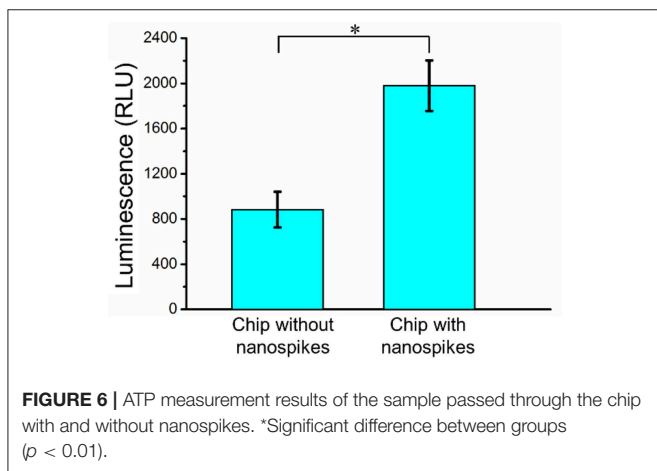 *
2400
2000
1600
1200
800
400
0
Luminescence (RLU)
Chip without
nanospikes
Chip with
nanospikes
FIGURE 6 | ATP measurement results of the sample passed through the chip
with and without nanospikes. *Significant difference between groups
(p < 0.01).